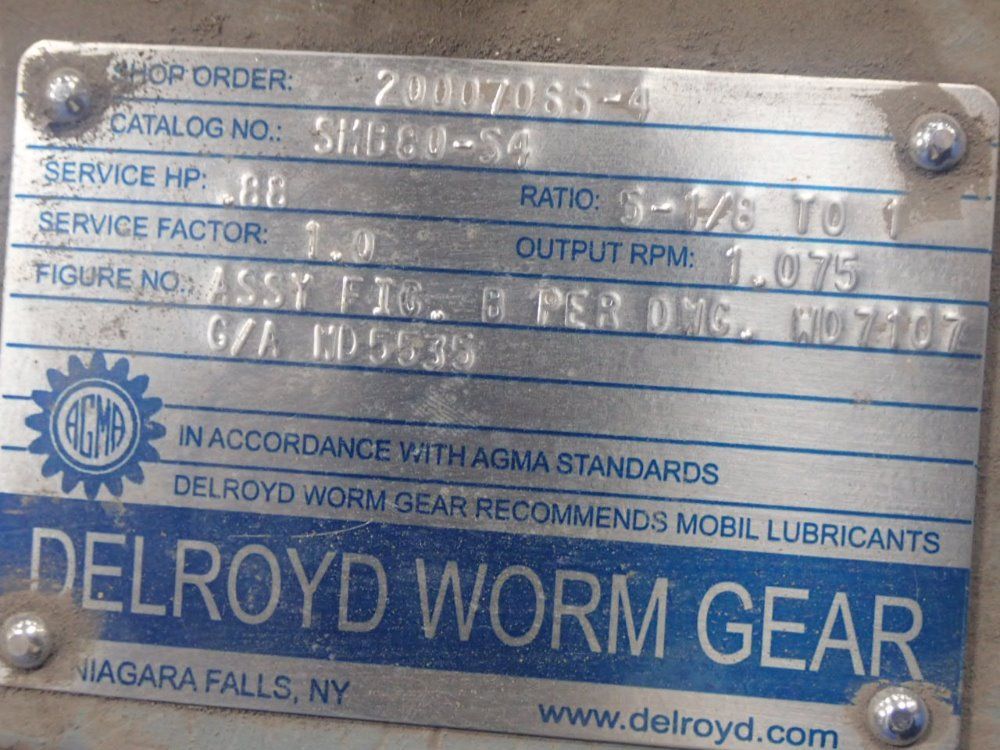 SHOP ORDER: 20007065-4
CATALOG NO.: SMB80-S4
SERVICE HP: .88 RATIO: 5-1/8 TO 1
SERVICE FACTOR: 1.0 OUTPUT RPM: 1.075
FIGURE NO. ASSY FIG. 8 PER DWG. WD7107
G/A WD5535
AGMA
IN ACCORDANCE WITH AGMA STANDARDS
DELROYD WORM GEAR RECOMMENDS MOBIL LUBRICANTS
DELROYD WORM GEAR
NIAGARA FALLS, NY
www.delroyd.com